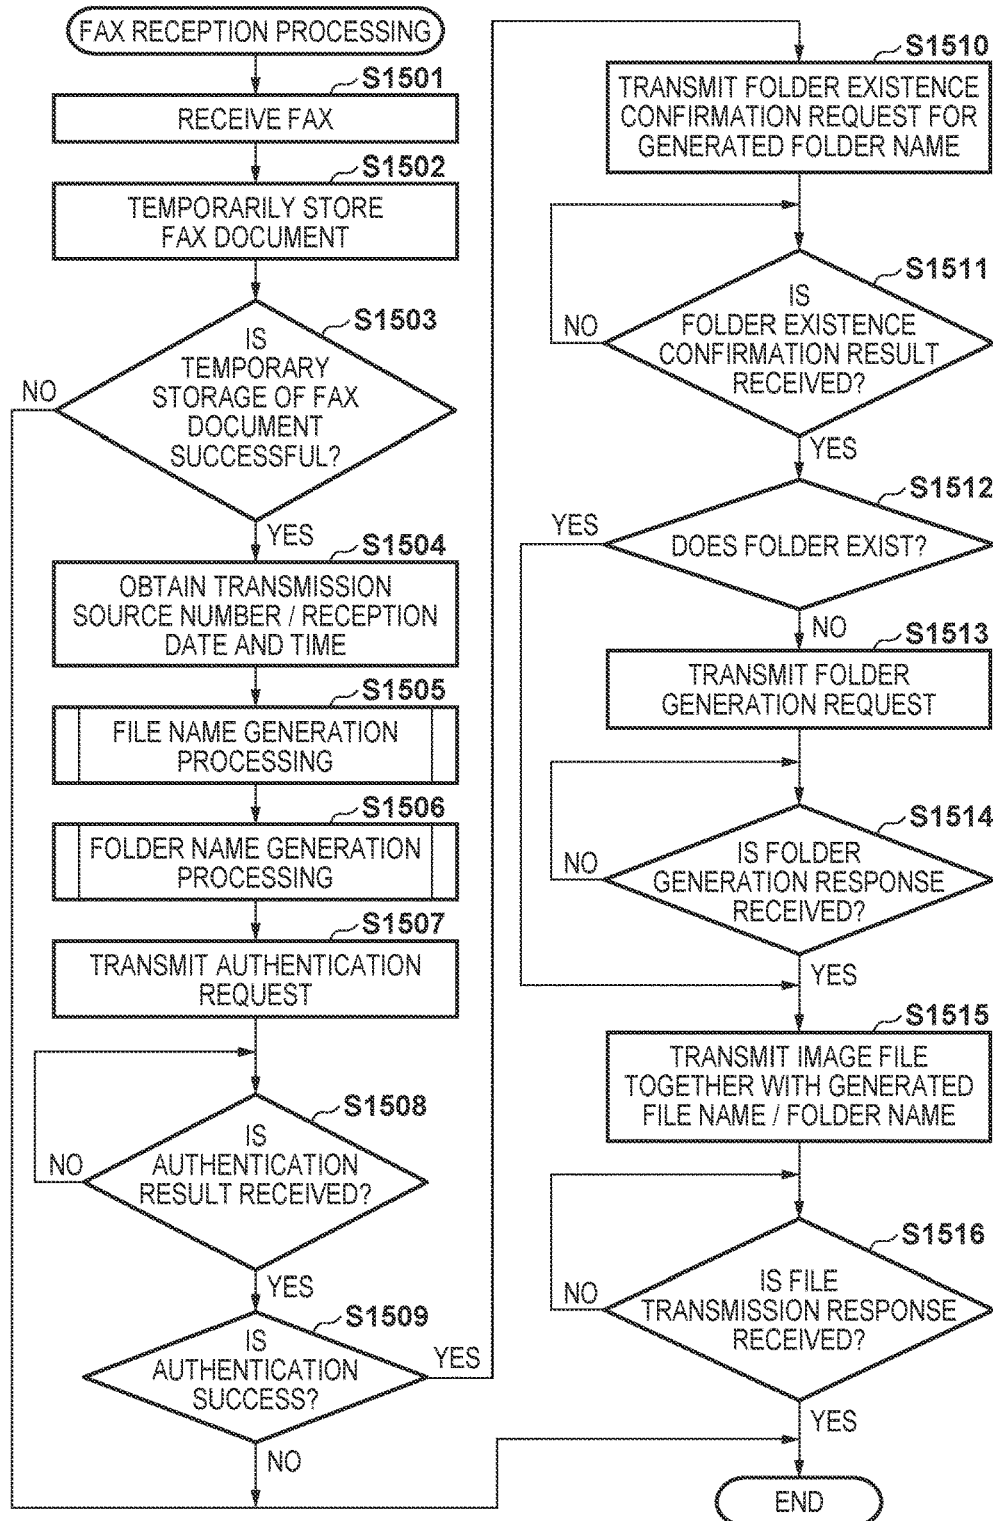 FAX RECEPTION PROCESSING
S1501
RECEIVE FAX
S1502
TEMPORARILY STORE
FAX DOCUMENT
S1503
IS
TEMPORARY
STORAGE OF FAX
DOCUMENT
SUCCESSFUL?
NO
YES
S1504
OBTAIN TRANSMISSION
SOURCE NUMBER / RECEPTION
DATE AND TIME
S1505
FILE NAME GENERATION
PROCESSING
S1506
FOLDER NAME GENERATION
PROCESSING
S1507
TRANSMIT AUTHENTICATION
REQUEST
S1508
IS
AUTHENTICATION
RESULT RECEIVED?
NO
YES
S1509
IS
AUTHENTICATION
SUCCESS?
YES
NO
S1510
TRANSMIT FOLDER EXISTENCE
CONFIRMATION REQUEST FOR
GENERATED FOLDER NAME
S1511
IS
FOLDER EXISTENCE
CONFIRMATION RESULT
RECEIVED?
NO
YES
S1512
YES
DOES FOLDER EXIST?
NO
S1513
TRANSMIT FOLDER
GENERATION REQUEST
S1514
NO
IS FOLDER
GENERATION RESPONSE
RECEIVED?
YES
S1515
TRANSMIT IMAGE FILE
TOGETHER WITH GENERATED
FILE NAME / FOLDER NAME
S1516
NO
IS FILE
TRANSMISSION RESPONSE
RECEIVED?
YES
END